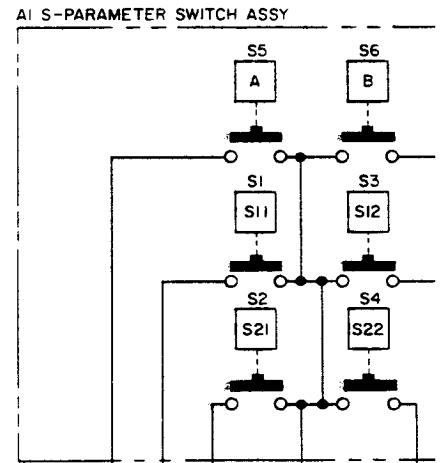 A1 S-PARAMETER SWITCH ASSY
S5 S6
A B
S1 S3
S11 S12
S2 S4
S21 S22